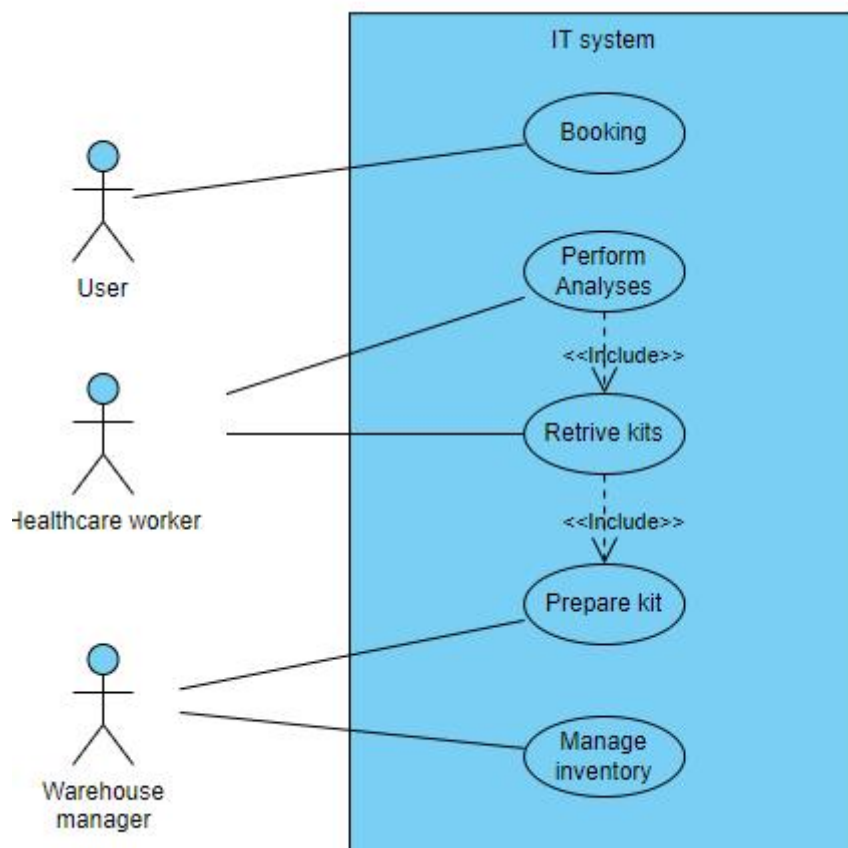 IT system
Booking
User
Perform
Analyses
<<Include>>
Retrive kits
Healthcare worker
<<Include>>
Prepare kit
Warehouse
manager
Manage
inventory